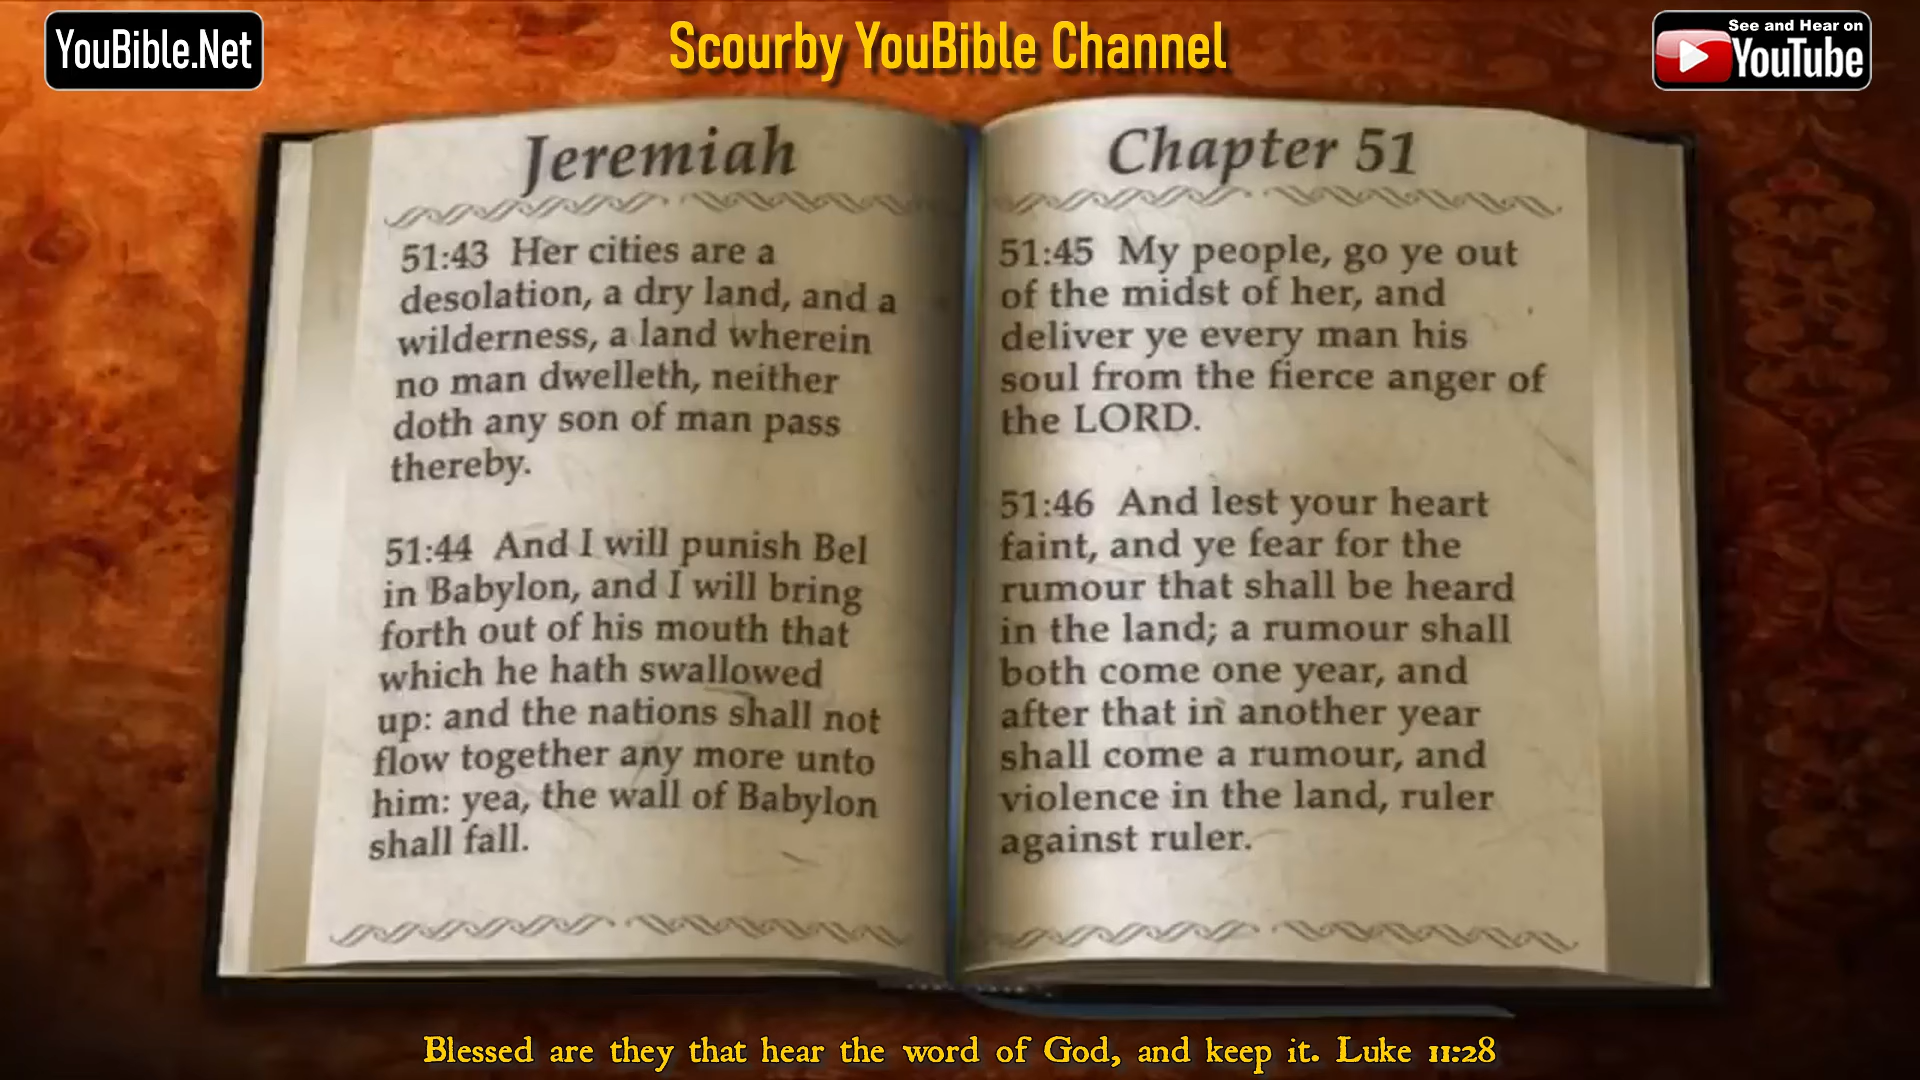 YouBible.Net
Scourby YouBible Channel
See and Hear on
YouTube
Jeremiah
51:43 Her cities are a
desolation, a dry land, and a
wilderness, a land wherein
no man dwelleth, neither
doth any son of man pass
thereby.
51:44 And I will punish Bel
in Babylon, and I will bring
forth out of his mouth that
which he hath swallowed
up: and the nations shall not
flow together any more unto
him: yea, the wall of Babylon
shall fall.
Chapter 51
51:45 My people, go ye out
of the midst of her, and
deliver ye every man his
soul from the fierce anger of
the LORD.
51:46 And lest your heart
faint, and ye fear for the
rumour that shall be heard
in the land; a rumour shall
both come one year, and
after that in another year
shall come a rumour, and
violence in the land, ruler
against ruler.
Blessed are they that hear the word of God, and keep it. Luke 11:28